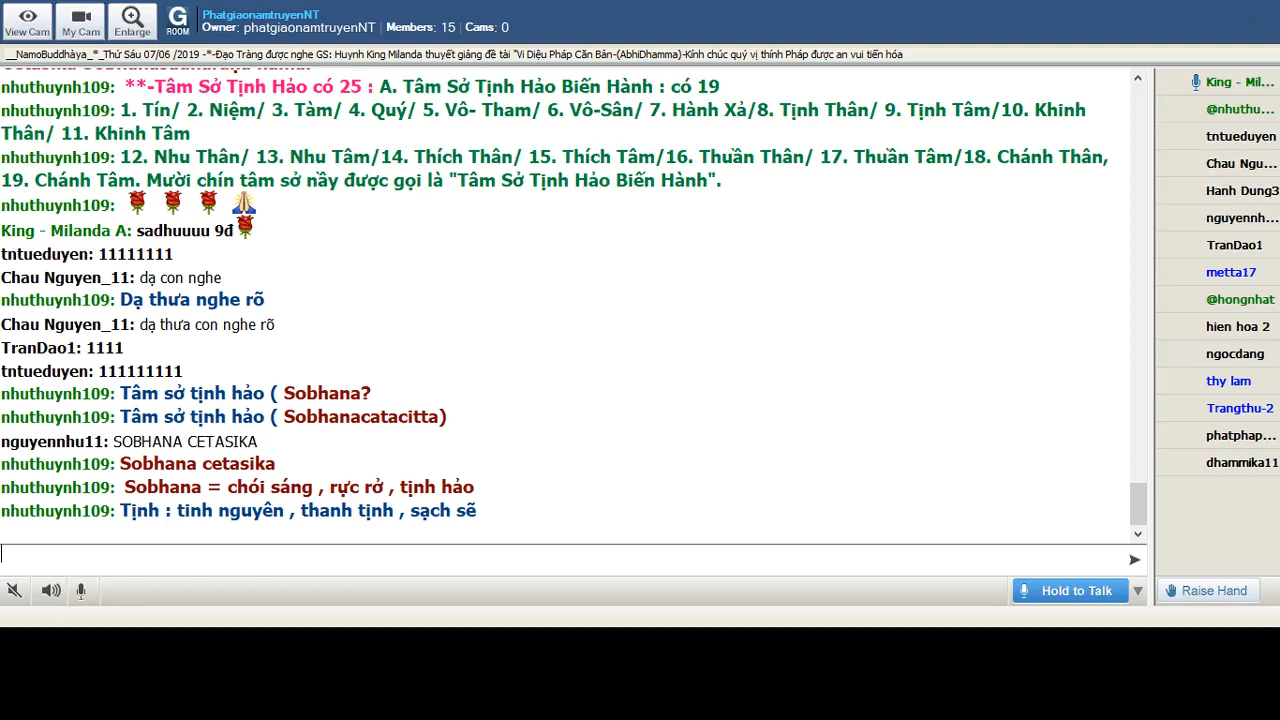 View Cam
My Cam
Enlarge
G
ROOM
PhatgiaonamtruyenNT
Owner: phatgiaonamtruyenNT | Members: 15 | Cams: 0
__NamoBuddhàya_*_Thứ Sáu 07/06 /2019 -*-Đạo Tràng được nghe GS: Huynh King Milanda thuyết giảng đề tài "Vi Diệu Pháp Căn Bản-(AbhiDhamma)-Kính chúc quý vị thính Pháp được an vui tiến hóa
nhuthuynh109: **-Tâm Sở Tịnh Hảo có 25 : A. Tâm Sở Tịnh Hảo Biến Hành : có 19
nhuthuynh109: 1. Tín/ 2. Niệm/ 3. Tàm/ 4. Quý/ 5. Vô- Tham/ 6. Vô-Sân/ 7. Hành Xả/8. Tịnh Thân/ 9. Tịnh Tâm/10. Khinh
Thân/ 11. Khinh Tâm
nhuthuynh109: 12. Nhu Thân/ 13. Nhu Tâm/14. Thích Thân/ 15. Thích Tâm/16. Thuần Thân/ 17. Thuần Tâm/18. Chánh Thân,
19. Chánh Tâm. Mười chín tâm sở nầy được gọi là "Tâm Sở Tịnh Hảo Biến Hành".
nhuthuynh109:
King - Milanda A: sadhuuuu 9đ
tntueduyen: 11111111
Chau Nguyen_11: dạ con nghe
nhuthuynh109: Dạ thưa nghe rõ
Chau Nguyen_11: dạ thưa con nghe rõ
TranDao1: 1111
tntueduyen: 111111111
nhuthuynh109: Tâm sở tịnh hảo ( Sobhana?
nhuthuynh109: Tâm sở tịnh hảo ( Sobhanacatacitta)
nguyennhu11: SOBHANA CETASIKA
nhuthuynh109: Sobhana cetasika
nhuthuynh109: Sobhana = chói sáng , rực rở , tịnh hảo
nhuthuynh109: Tịnh : tinh nguyên , thanh tịnh , sạch sẽ
King - Mil...
@nhuthu...
tntueduyen
Chau Ngu...
Hanh Dung3
nguyennh...
TranDao1
metta17
@hongnhat
hien hoa 2
ngocdang
thy lam
Trangthu-2
phatphap...
dhammika11
Hold to Talk
Raise Hand